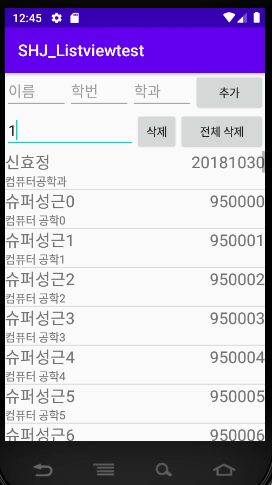 12:45
SHJ_Listviewtest
이름 학번 학과 추가
1 삭제 전체 삭제
신효정 20181030
컴퓨터공학과
슈퍼성근0 950000
컴퓨터 공학0
슈퍼성근1 950001
컴퓨터 공학1
슈퍼성근2 950002
컴퓨터 공학2
슈퍼성근3 950003
컴퓨터 공학3
슈퍼성근4 950004
컴퓨터 공학4
슈퍼성근5 950005
컴퓨터 공학5
슈퍼성근6 950006